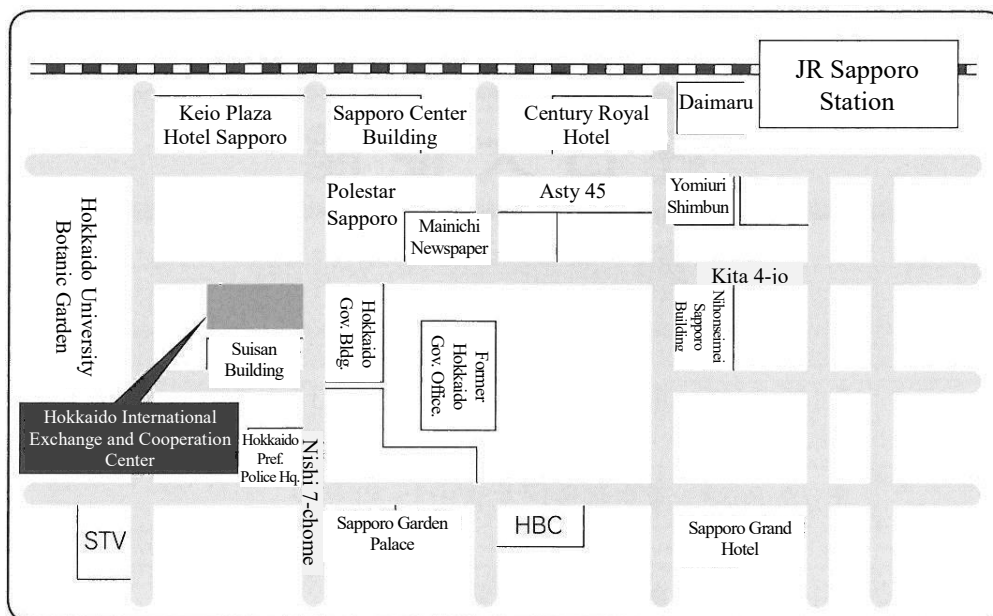 JR Sapporo
Station
Daimaru
Keio Plaza
Hotel Sapporo
Sapporo Center
Building
Century Royal
Hotel
Hokkaido University
Botanic Garden
Polestar
Sapporo
Mainichi
Newspaper
Asty 45
Yomiuri
Shimbun
Kita 4-jo
Hokkaido
Gov. Bldg.
Former
Hokkaido
Gov. Office.
Nihonseimei
Sapporo
Building
Suisan
Building
Hokkaido International
Exchange and Cooperation
Center
Hokkaido
Pref.
Police Hq.
Nishi 7-chome
STV
Sapporo Garden
Palace
HBC
Sapporo Grand
Hotel